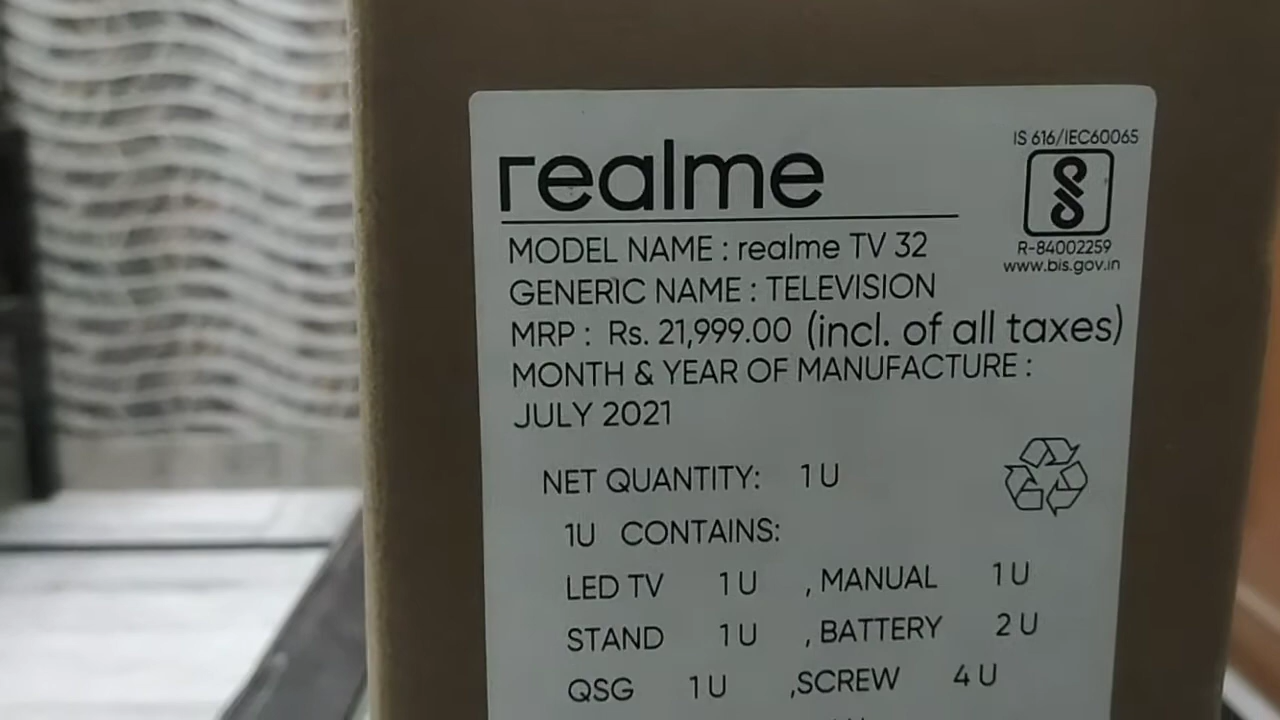 realme
IS 616/IEC60065
R-84002259
www.bis.gov.in
MODEL NAME : realme TV 32
GENERIC NAME : TELEVISION
MRP : Rs. 21,999.00 (incl. of all taxes)
MONTH & YEAR OF MANUFACTURE :
JULY 2021
NET QUANTITY: 1 U
1U CONTAINS:
LED TV 1 U , MANUAL 1 U
STAND 1 U , BATTERY 2 U
QSG 1 U ,SCREW 4 U